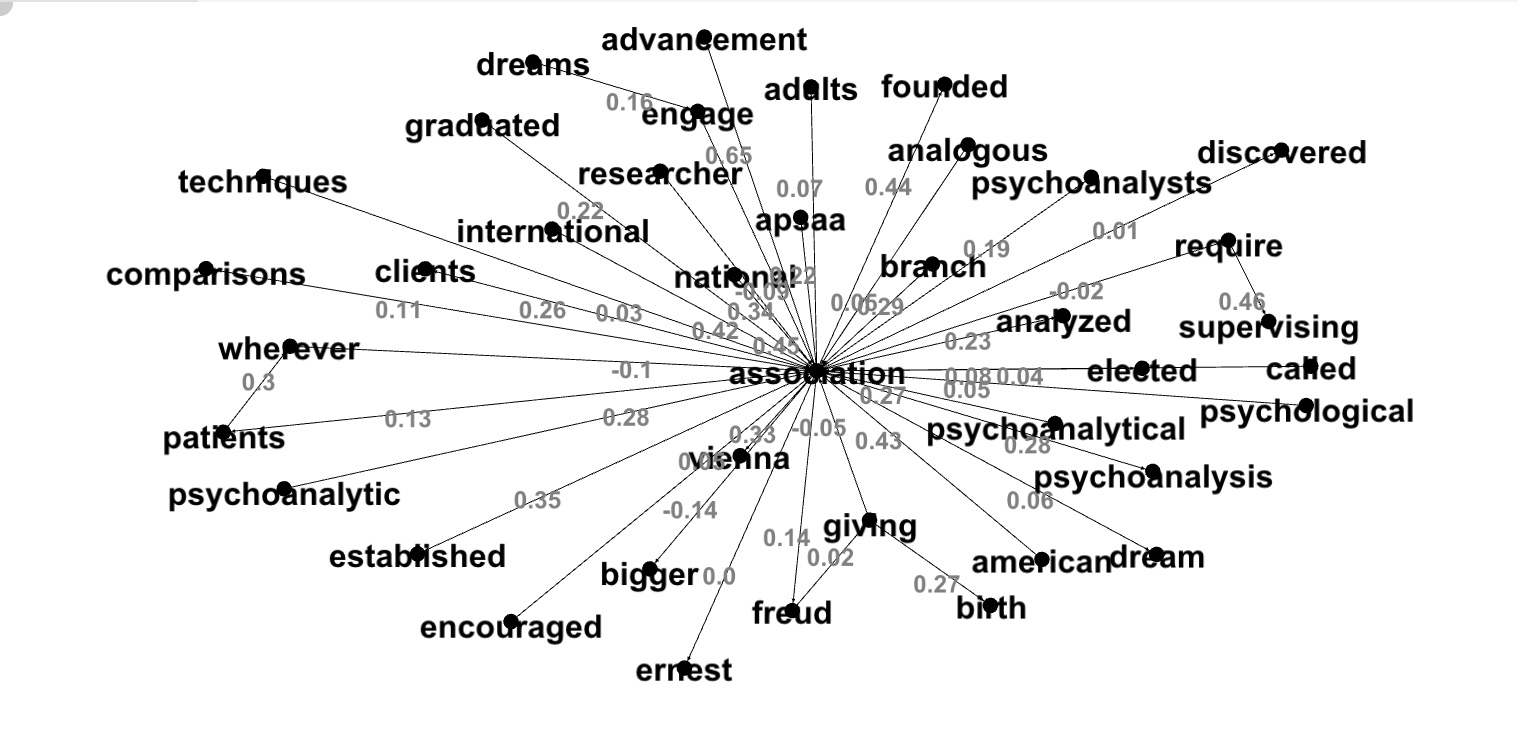 advancement
dreams
adults
founded
0.16
engage
graduated
analogous
discovered
0.65
researcher
techniques
psychoanalysts
0.07
0.44
0.22
apsaa
international
0.01
require
0.19
comparisons
clients
national
branch
0.22
-0.09
-0.02
0.46
0.05
0.29
0.11
0.26
0.03
0.34
analyzed
supervising
0.42
0.23
0.45
wherever
-0.1
association
elected
called
0.3
0.08
0.04
0.05
0.27
psychological
0.13
0.28
patients
0.33
-0.05
0.43
psychoanalytical
0.28
vienna
psychoanalysis
psychoanalytic
0.35
-0.14
0.06
giving
0.14
established
0.02
american
dream
bigger
0.0
0.27
freud
birth
encouraged
ernest